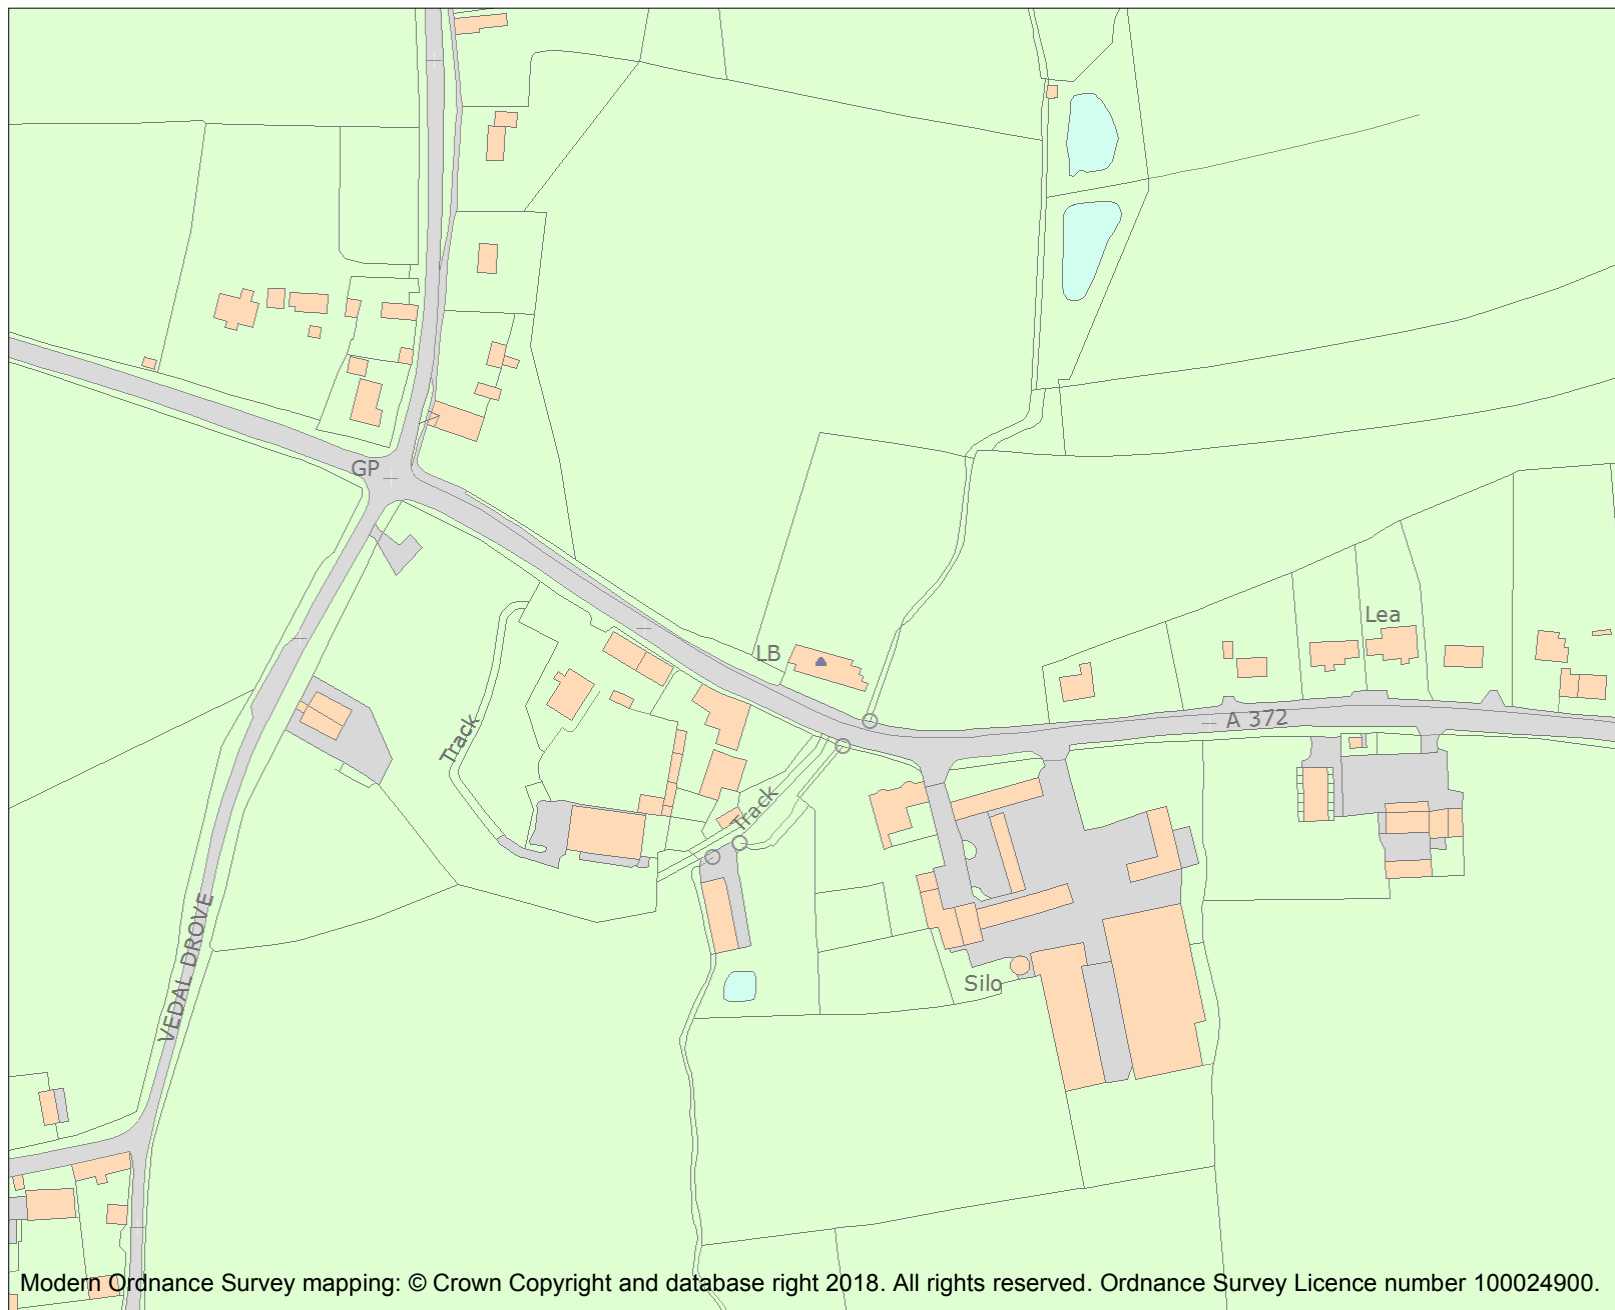 GP
Lea
LB
A 372
Track
Track
VEDAL DROVE
Silo
Modern Ordnance Survey mapping: © Crown Copyright and database right 2018. All rights reserved. Ordnance Survey Licence number 100024900.